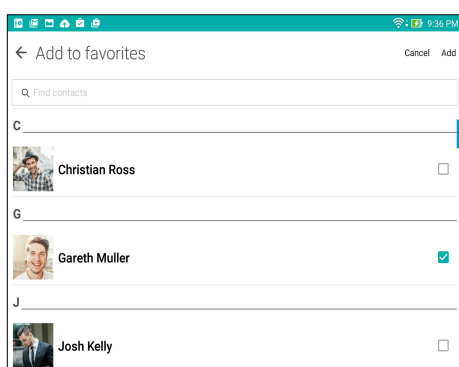 9:36 PM
Add to favorites
Cancel Add
Find contacts
C
Christian Ross
G
Gareth Muller
J
Josh Kelly